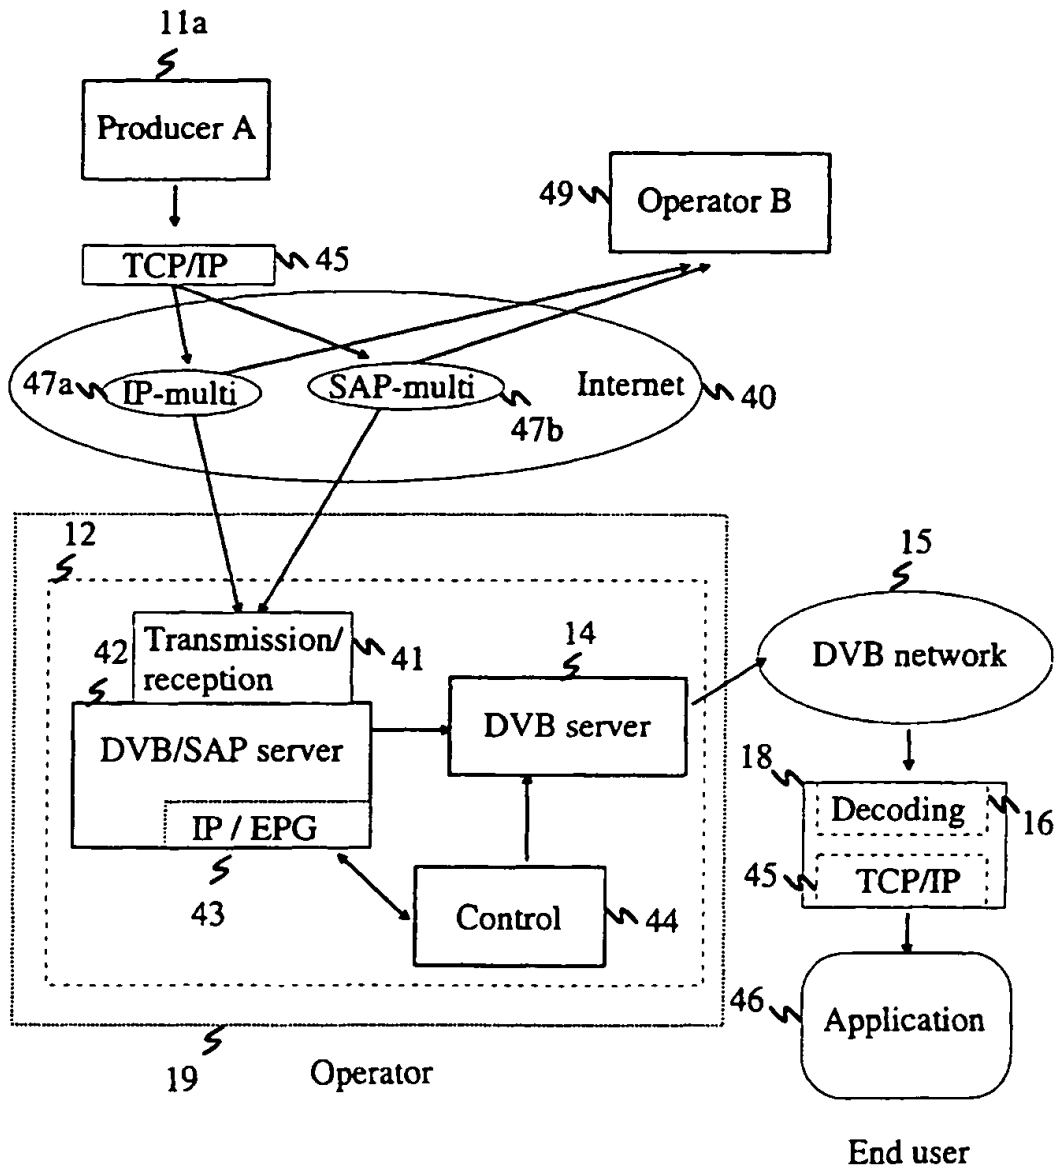 11a
Producer A
TCP/IP
45
49
Operator B
47a
IP-multi
SAP-multi
47b
Internet
40
12
42
Transmission/
reception
41
14
DVB/SAP server
DVB server
IP / EPG
43
Control
44
15
DVB network
18
Decoding
16
45
TCP/IP
46
Application
19
Operator
End user